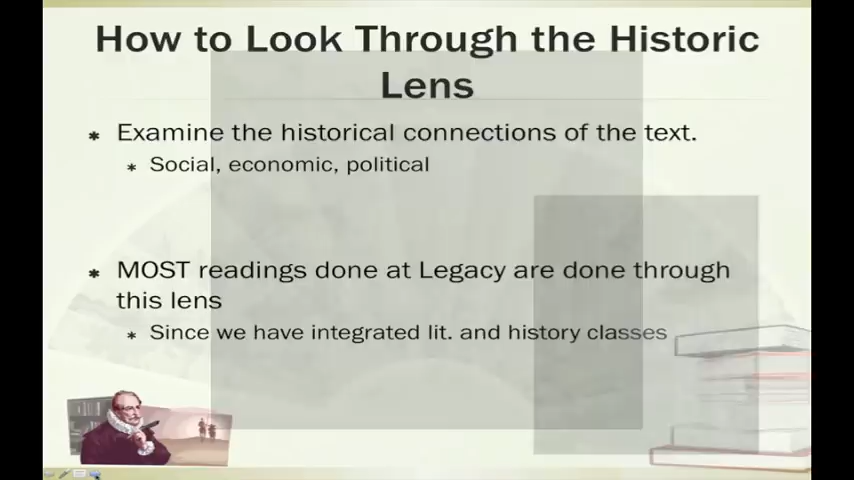 How to Look Through the Historic
Lens
* Examine the historical connections of the text.
* Social, economic, political
* MOST readings done at Legacy are done through
this lens
* Since we have integrated lit. and history classes